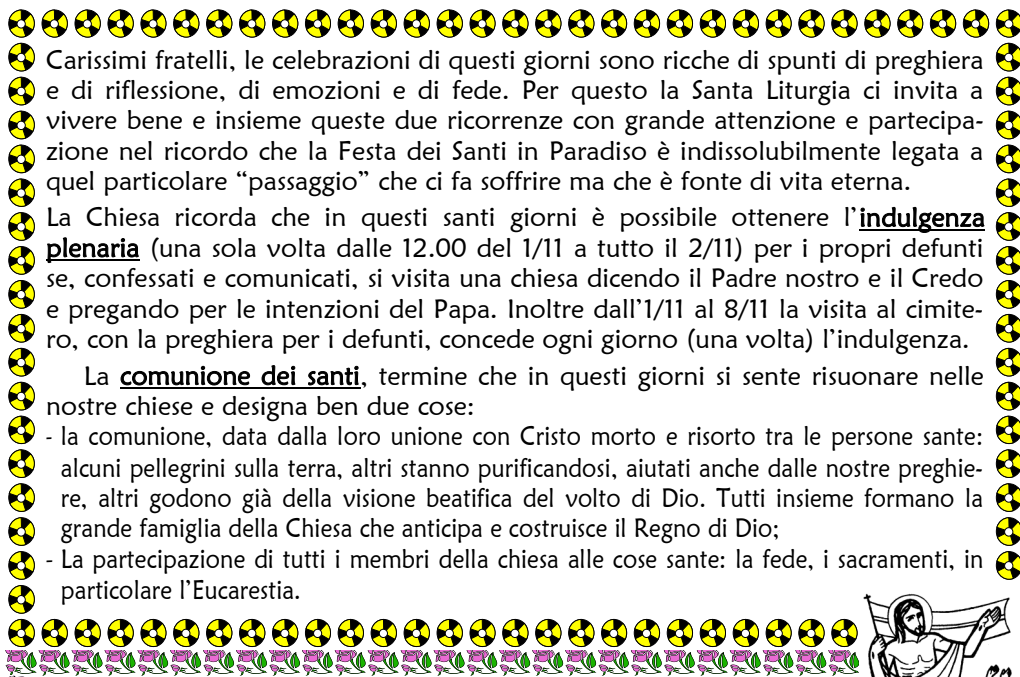 Carissimi fratelli, le celebrazioni di questi giorni sono ricche di spunti di preghiera
e di riflessione, di emozioni e di fede. Per questo la Santa Liturgia ci invita a
vivere bene e insieme queste due ricorrenze con grande attenzione e partecipa-
zione nel ricordo che la Festa dei Santi in Paradiso è indissolubilmente legata a
quel particolare “passaggio” che ci fa soffrire ma che è fonte di vita eterna.
La Chiesa ricorda che in questi santi giorni è possibile ottenere l’indulgenza
plenaria (una sola volta dalle 12.00 del 1/11 a tutto il 2/11) per i propri defunti
se, confessati e comunicati, si visita una chiesa dicendo il Padre nostro e il Credo
e pregando per le intenzioni del Papa. Inoltre dall’1/11 al 8/11 la visita al cimite-
ro, con la preghiera per i defunti, concede ogni giorno (una volta) l’indulgenza.
La comunione dei santi, termine che in questi giorni si sente risuonare nelle
nostre chiese e designa ben due cose:
- la comunione, data dalla loro unione con Cristo morto e risorto tra le persone sante:
alcuni pellegrini sulla terra, altri stanno purificandosi, aiutati anche dalle nostre preghie-
re, altri godono già della visione beatifica del volto di Dio. Tutti insieme formano la
grande famiglia della Chiesa che anticipa e costruisce il Regno di Dio;
- La partecipazione di tutti i membri della chiesa alle cose sante: la fede, i sacramenti, in
particolare l’Eucarestia.